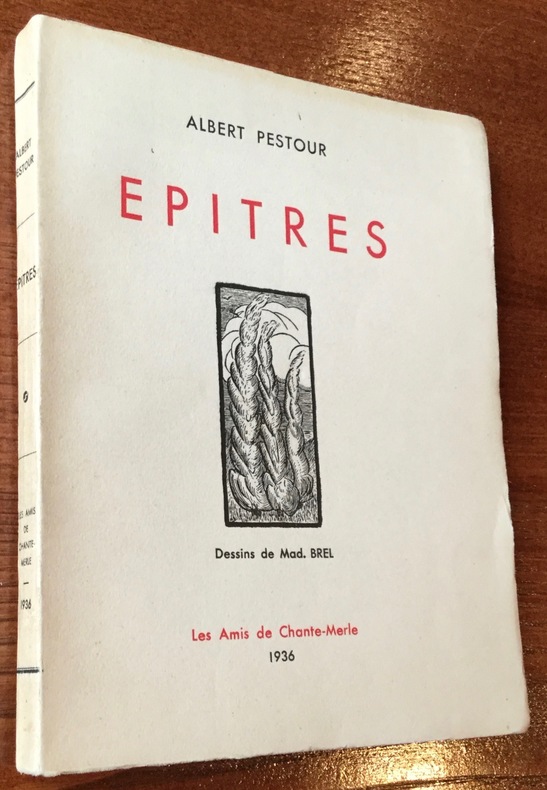 ALBERT PESTOUR
EPITRES
Dessins de Mad. BREL
Les Amis de Chante-Merle
1936
ALBERT
PESTOUR
EPITRES
LES AMIS
DE
CHANTE-
MERLE
1936